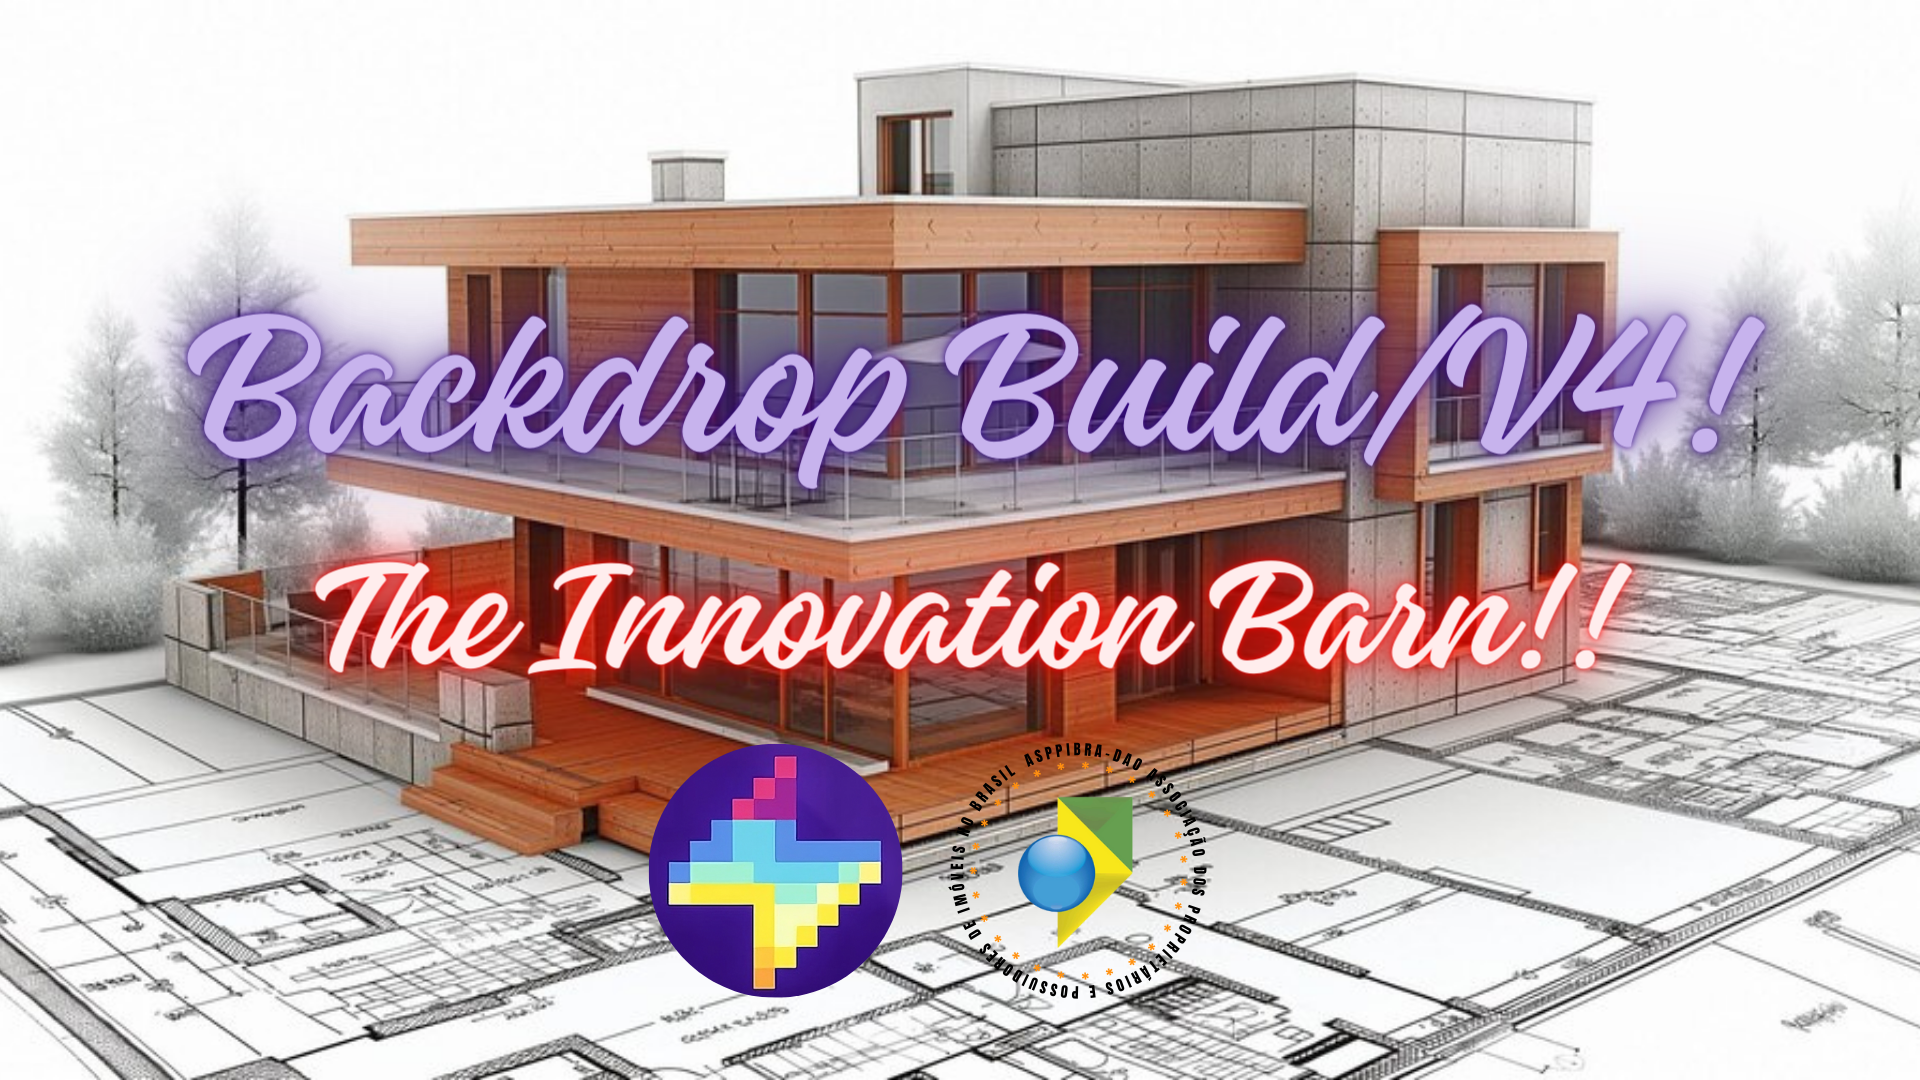 Backdrop Build/V4!
The Innovation Barn!!
ASPPIBRA-DAO ASSOCIAÇÃO DOS PROPRIETÁRIOS E POSSUIDORES DE IMÓVEIS NO BRASIL